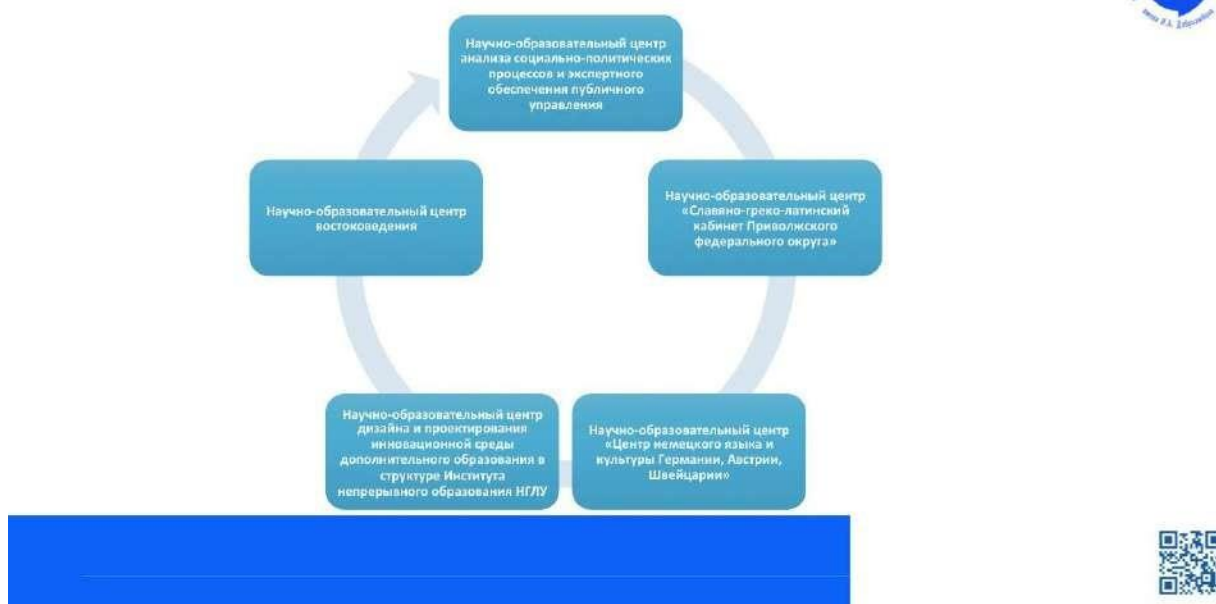 Научно-образовательный центр
анализа социально-политических
процессов и экспертного
обеспечения публичного
управления
Научно-образовательный центр
«Славяно-греко-латинский
кабинет Приволжского
федерального округа»
Научно-образовательный центр
востоковедения
Научно-образовательный центр
дизайна и проектирования
инновационной среды
дополнительного образования в
структуре Института
непрерывного образования НГЛУ
Научно-образовательный центр
«Центр немецкого языка и
культуры Германии, Австрии,
Швейцарии»